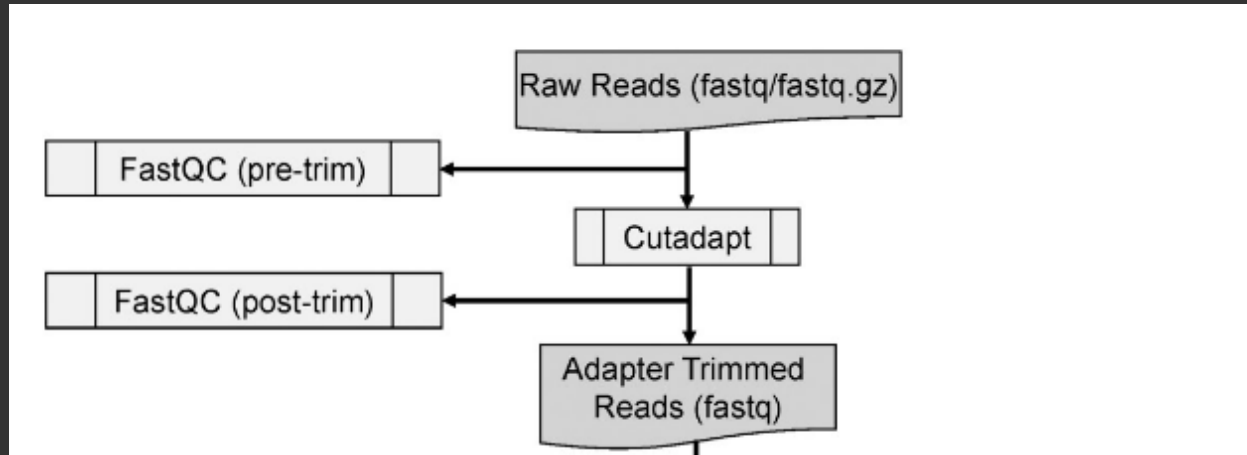 Raw Reads (fastq/fastq.gz)
FastQC (pre-trim)
Cutadapt
FastQC (post-trim)
Adapter Trimmed
Reads (fastq)